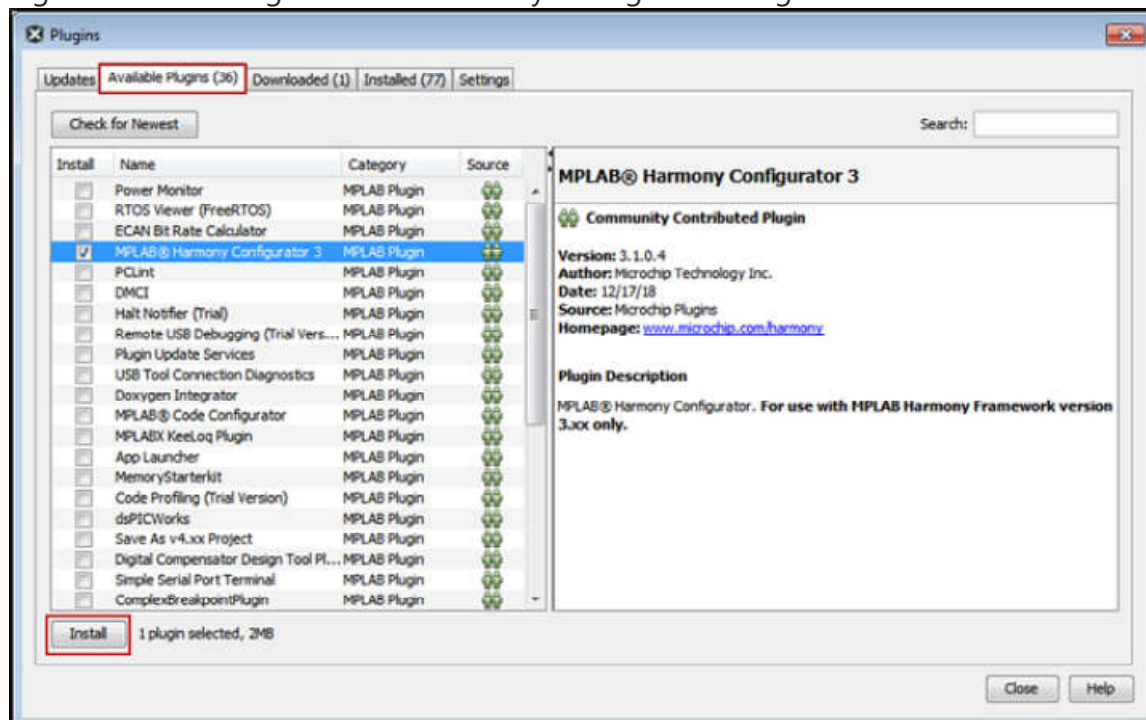 Plugins
Updates Available Plugins (36) Downloaded (1) Installed (77) Settings
Check for Newest Search:
Install Name Category Source
Power Monitor MPLAB Plugin
RTOS Viewer (FreeRTOS) MPLAB Plugin
ECAN Bit Rate Calculator MPLAB Plugin
MPLAB® Harmony Configurator 3 MPLAB Plugin
PCLint MPLAB Plugin
DMCI MPLAB Plugin
Halt Notifier (Trial) MPLAB Plugin
Remote USB Debugging (Trial Vers... MPLAB Plugin
Plugin Update Services MPLAB Plugin
USB Tool Connection Diagnostics MPLAB Plugin
Doxygen Integrator MPLAB Plugin
MPLAB® Code Configurator MPLAB Plugin
MPLABX KeeLoq Plugin MPLAB Plugin
App Launcher MPLAB Plugin
MemoryStarterkit MPLAB Plugin
Code Profiling (Trial Version) MPLAB Plugin
dsPICWorks MPLAB Plugin
Save As v4.xx Project MPLAB Plugin
Digital Compensator Design Tool Pl... MPLAB Plugin
Simple Serial Port Terminal MPLAB Plugin
ComplexBreakpointPlugin MPLAB Plugin
MPLAB® Harmony Configurator 3
Community Contributed Plugin
Version: 3.1.0.4
Author: Microchip Technology Inc.
Date: 12/17/18
Source: Microchip Plugins
Homepage: www.microchip.com/harmony
Plugin Description
MPLAB® Harmony Configurator. For use with MPLAB Harmony Framework version
3.xx only.
Install 1 plugin selected, 2MB
Close Help